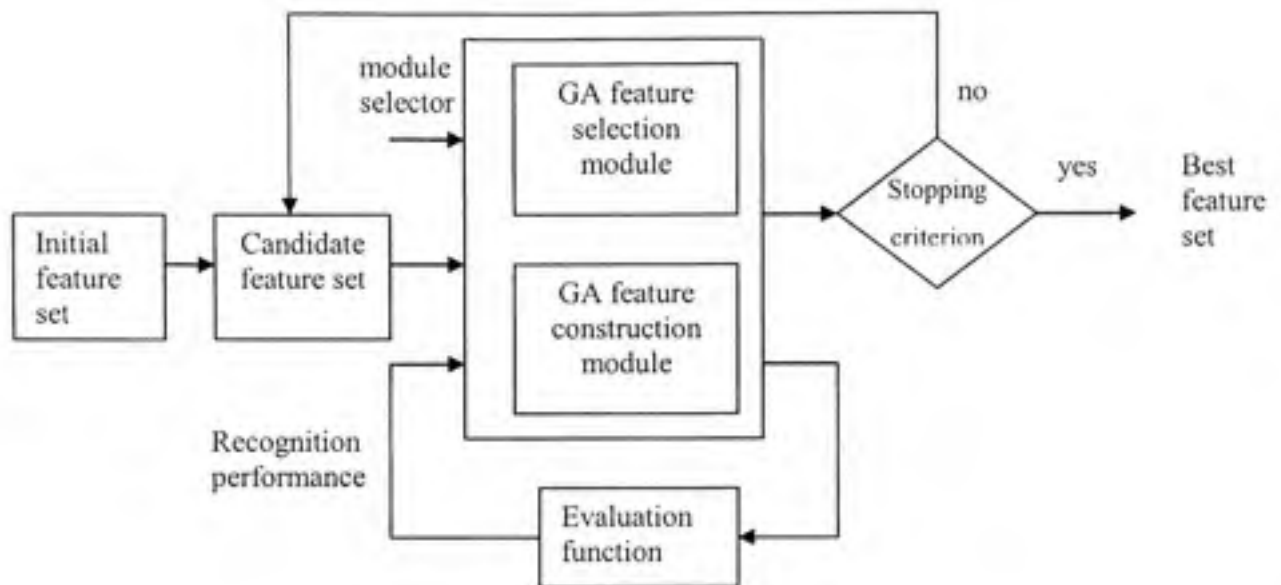 module
selector
GA feature
selection
module
no
Stopping
criterion
yes
Best
feature
set
Initial
feature
set
Candidate
feature set
GA feature
construction
module
Recognition
performance
Evaluation
function